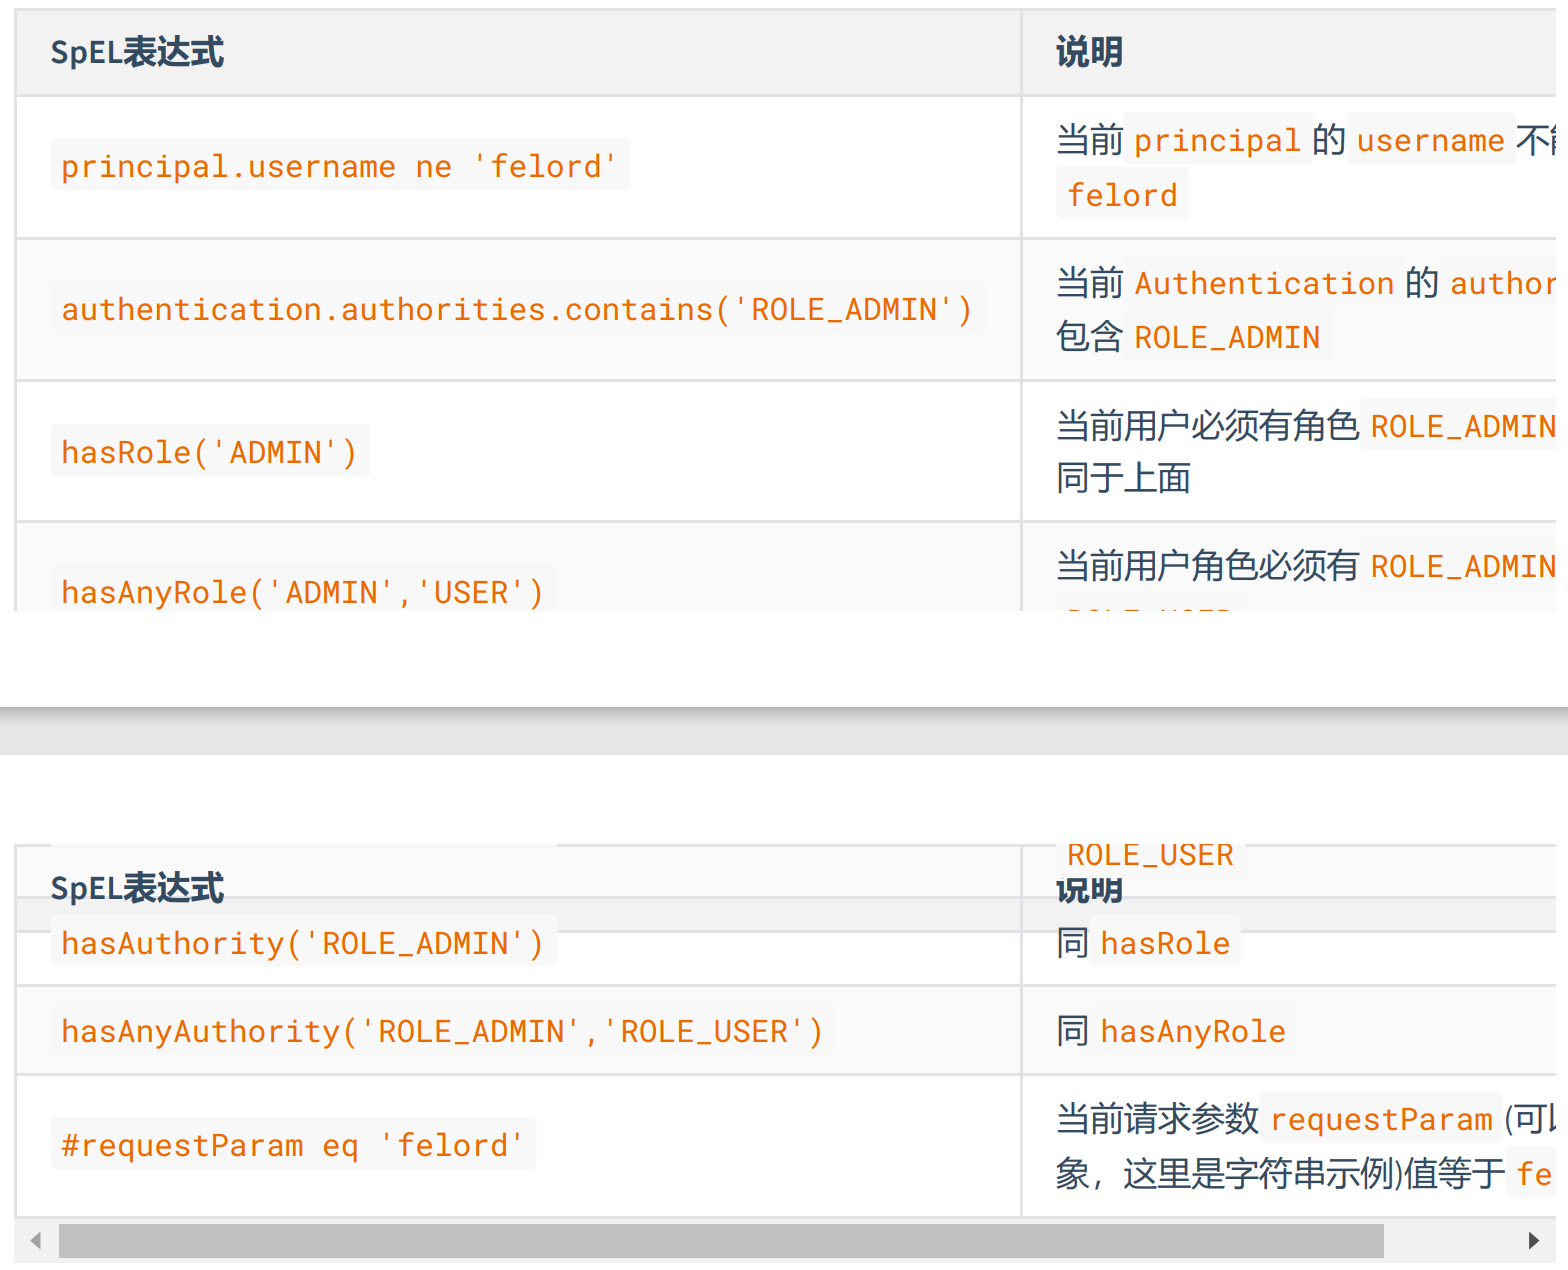 SpEL表达式 说明
principal.username ne 'felord' 当前 principal 的 username 不
felord
authentication.authorities.contains('ROLE_ADMIN') 当前 Authentication 的 author
包含 ROLE_ADMIN
hasRole('ADMIN') 当前用户必须有角色 ROLE_ADMIN
同于上面
hasAnyRole('ADMIN','USER') 当前用户角色必须有 ROLE_ADMIN
ROLE_USER
SpEL表达式 说明
hasAuthority('ROLE_ADMIN') 同 hasRole
hasAnyAuthority('ROLE_ADMIN','ROLE_USER') 同 hasAnyRole
#requestParam eq 'felord' 当前请求参数 requestParam (可
象，这里是字符串示例)值等于 fe